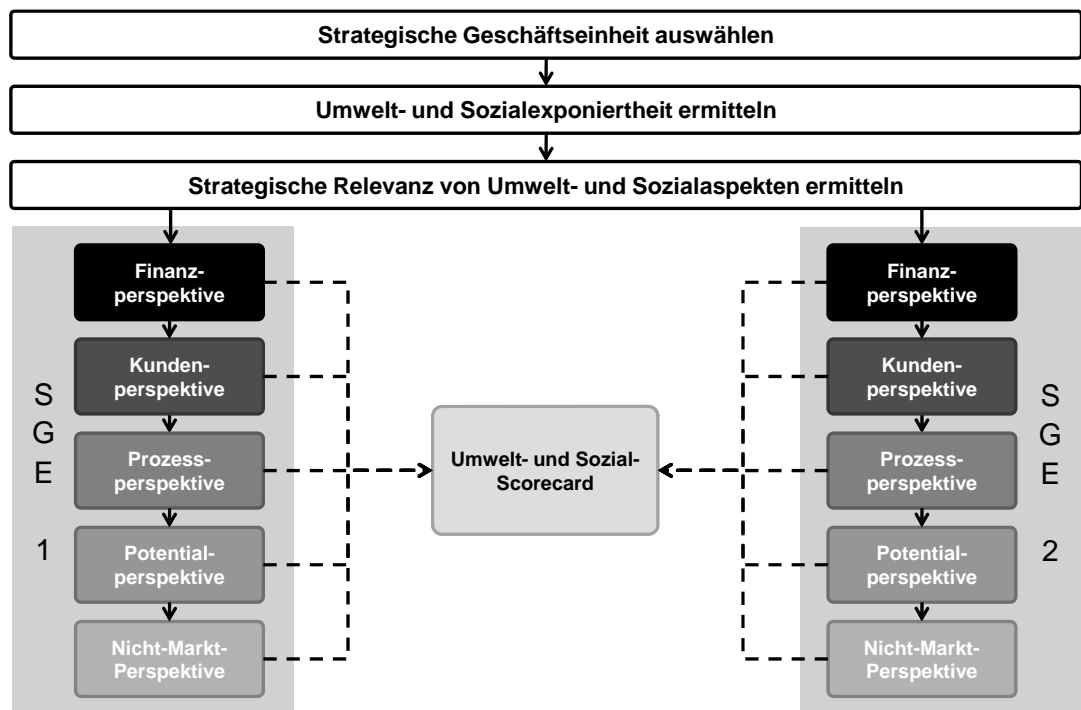 Strategische Geschäftseinheit auswählen
Umwelt- und Sozialexponiertheit ermitteln
Strategische Relevanz von Umwelt- und Sozialaspekten ermitteln
S
G
E
1
Finanz-
perspektive
Kunden-
perspektive
Prozess-
perspektive
Potential-
perspektive
Nicht-Markt-
Perspektive
Umwelt- und Sozial-
Scorecard
Finanz-
perspektive
Kunden-
perspektive
Prozess-
perspektive
Potential-
perspektive
Nicht-Markt-
Perspektive
S
G
E
2